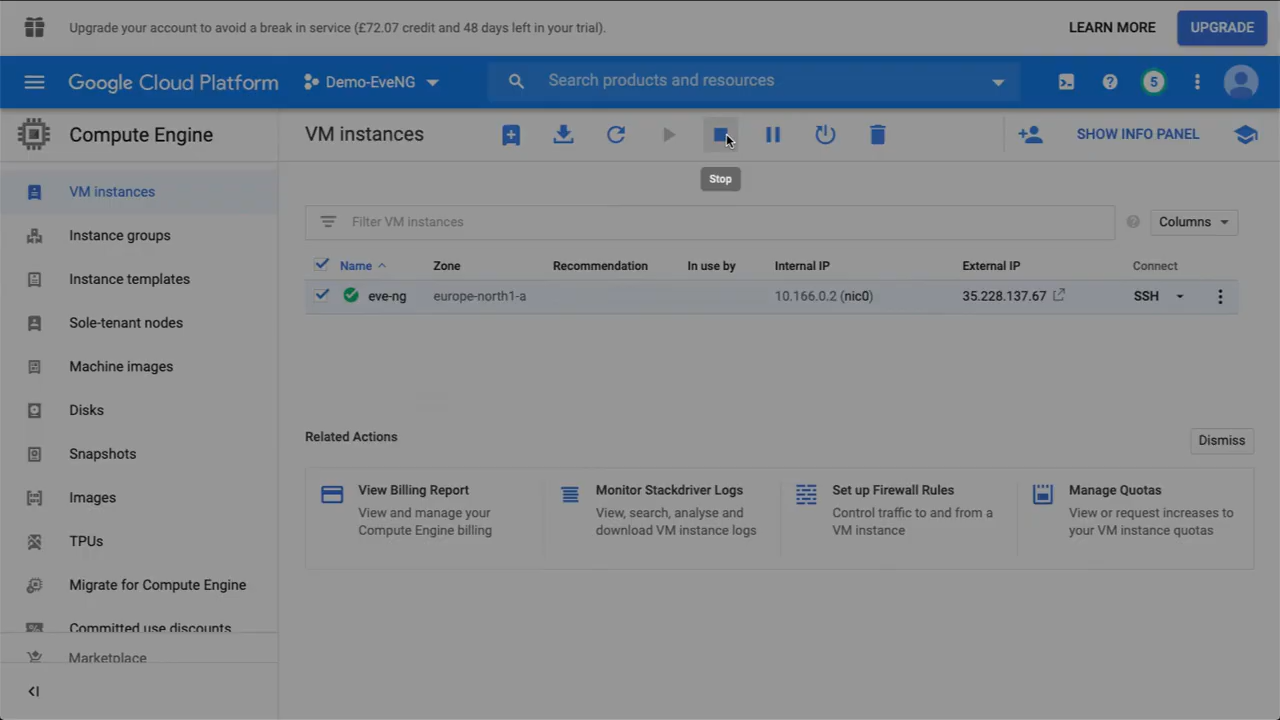 Upgrade your account to avoid a break in service (£72.07 credit and 48 days left in your trial).
LEARN MORE
UPGRADE
Google Cloud Platform
Demo-EveNG
Search products and resources
5
Compute Engine
VM instances
SHOW INFO PANEL
Stop
VM instances
Instance groups
Instance templates
Sole-tenant nodes
Machine images
Disks
Snapshots
Images
TPUs
Migrate for Compute Engine
Committed use discounts
Marketplace
Filter VM instances
Columns
Name Zone Recommendation In use by Internal IP External IP Connect
eve-ng europe-north1-a 10.166.0.2 (nic0) 35.228.137.67 SSH
Related Actions
Dismiss
View Billing Report
View and manage your
Compute Engine billing
Monitor Stackdriver Logs
View, search, analyse and
download VM instance logs
Set up Firewall Rules
Control traffic to and from a
VM instance
Manage Quotas
View or request increases to
your VM instance quotas